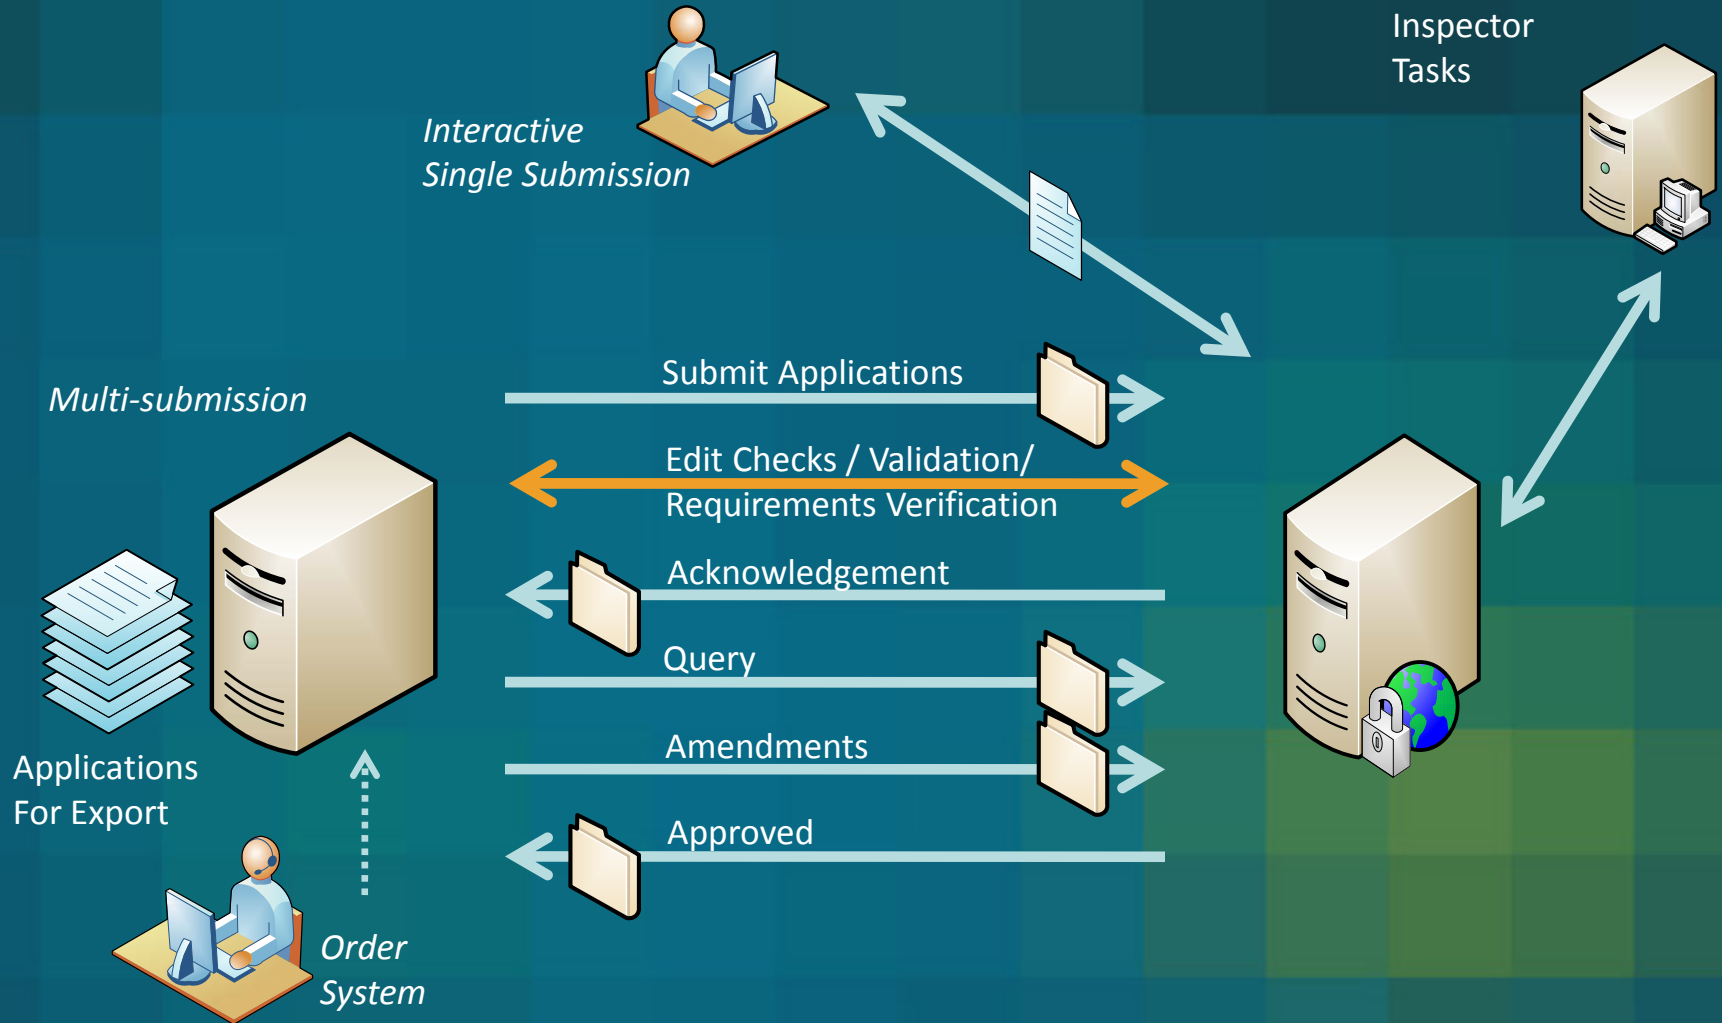 Inspector
Tasks
Interactive
Single Submission
Submit Applications
Multi-submission
Edit Checks / Validation/
Requirements Verification
Acknowledgement
Query
Amendments
Applications
For Export
Approved
Order
System